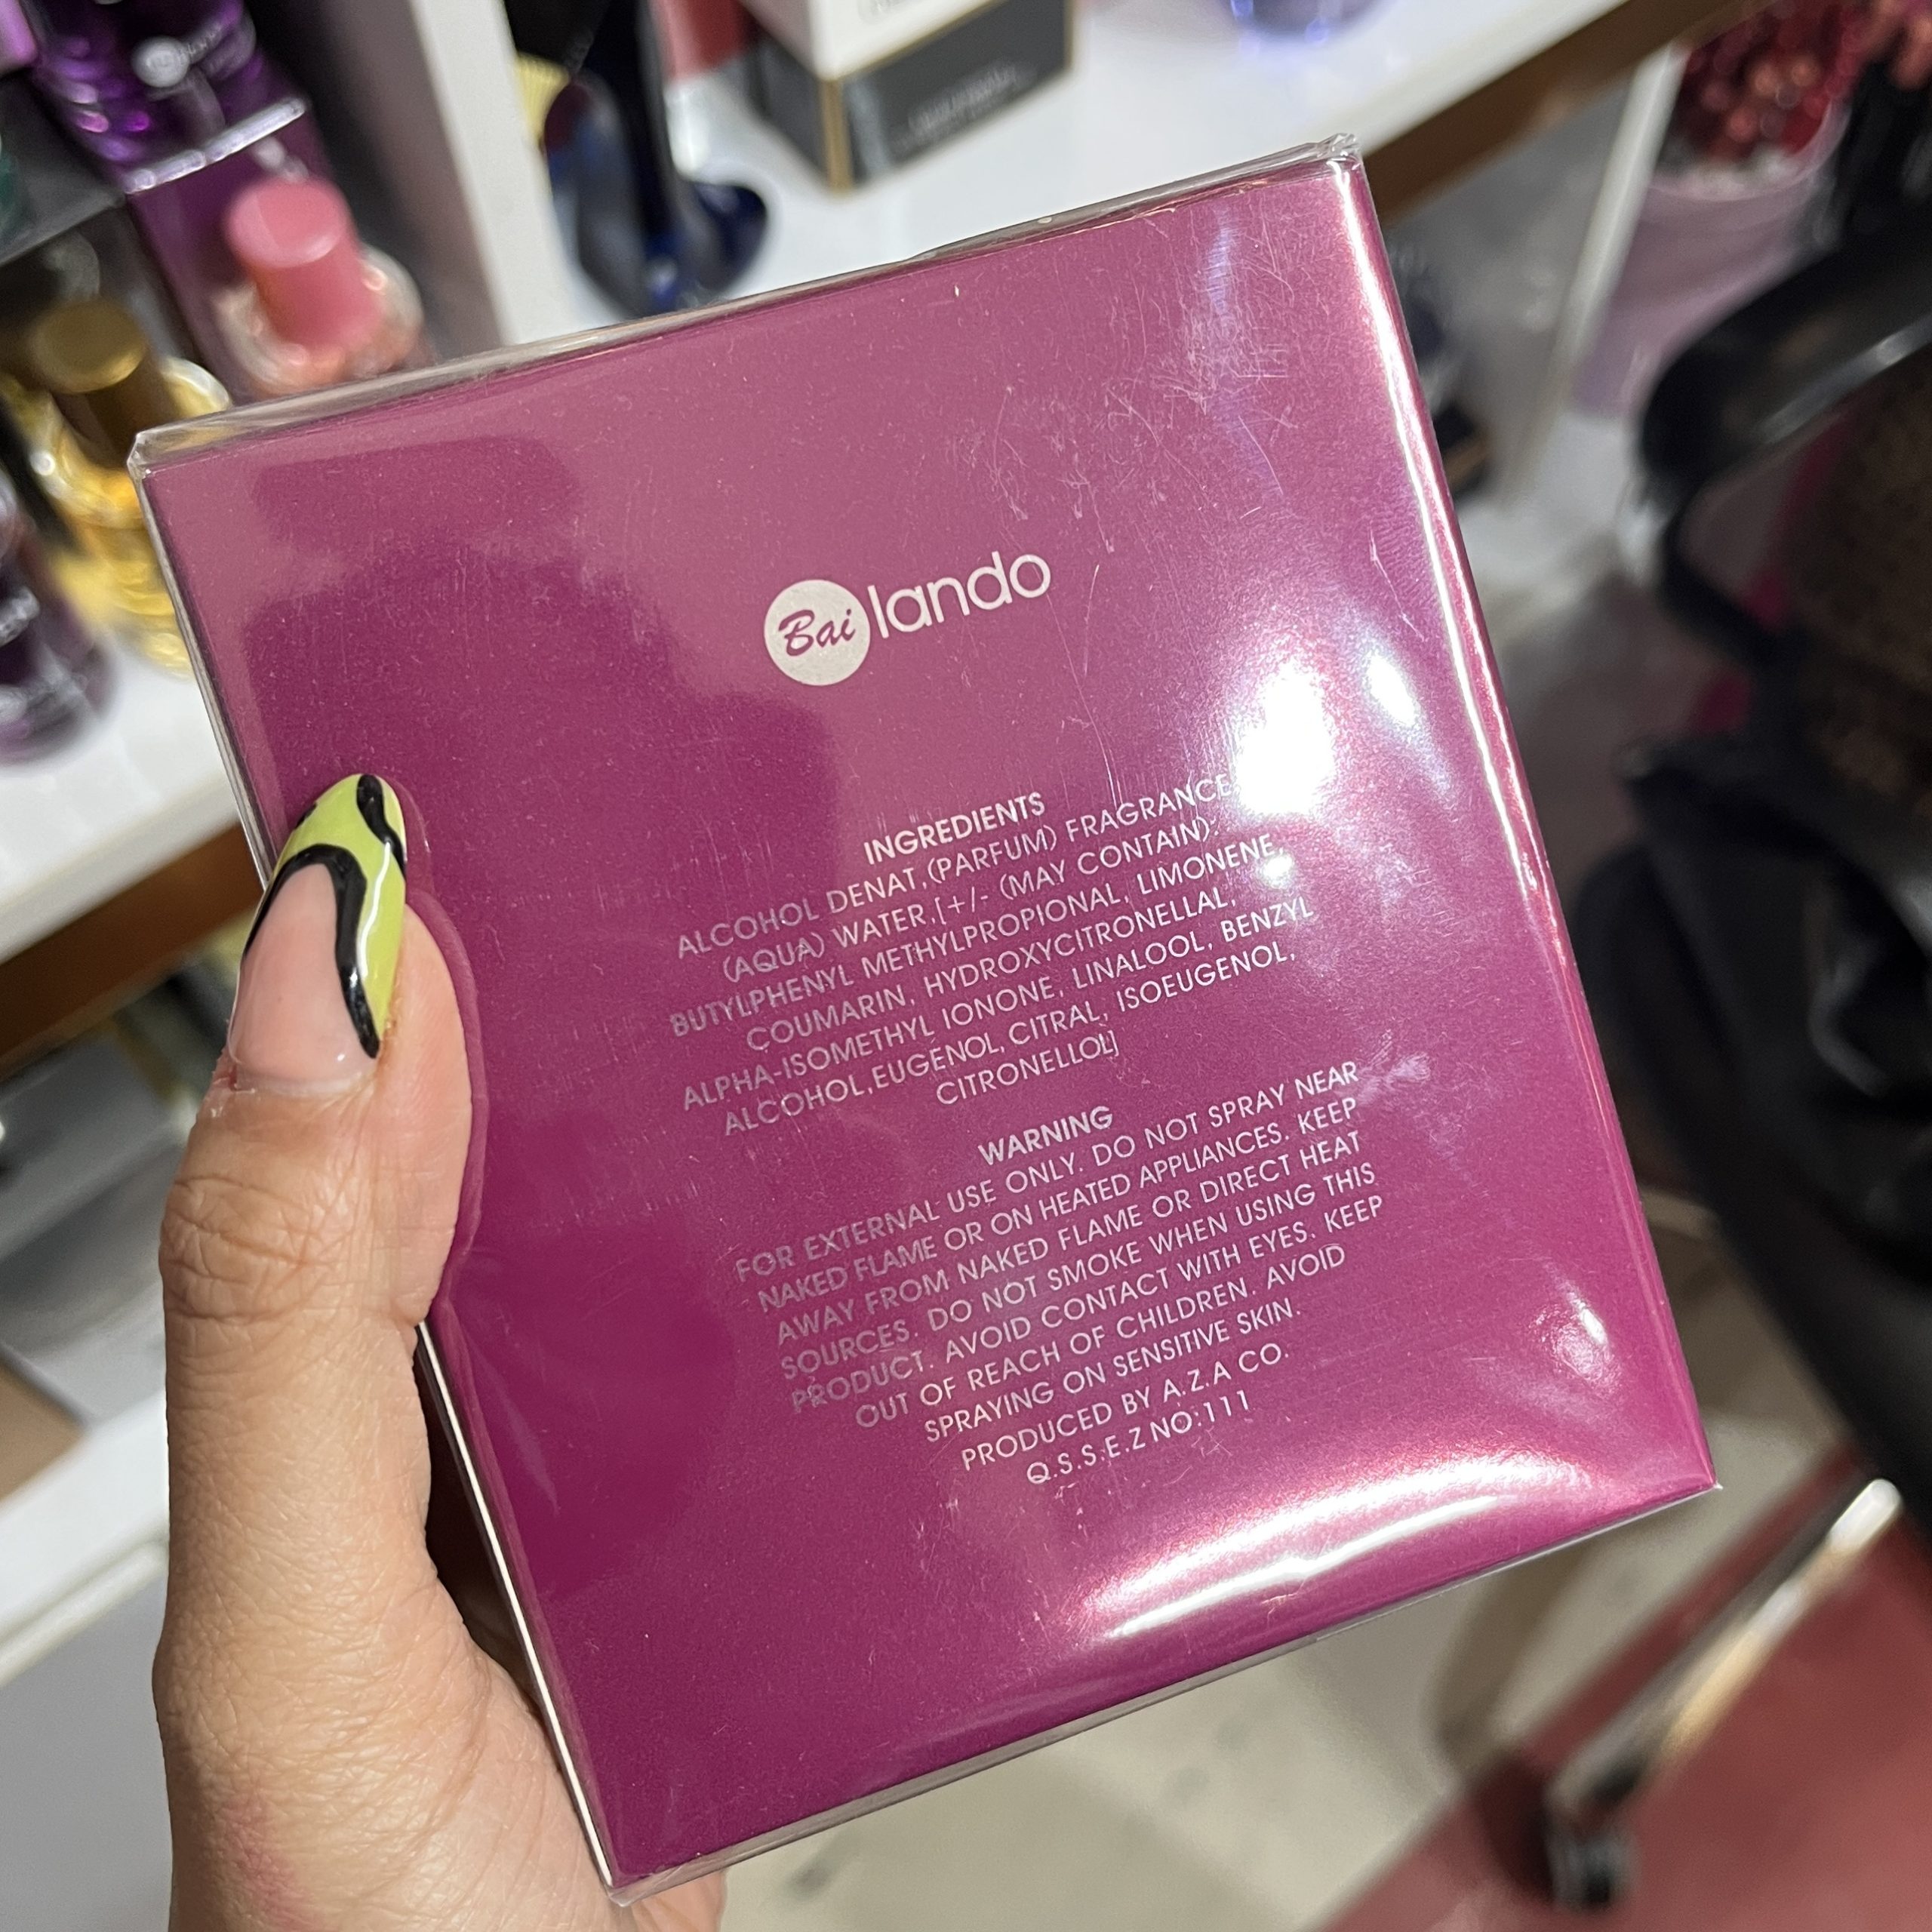 Bai lando
INGREDIENTS
ALCOHOL DENAT,(PARFUM) FRAGRANCE,
(AQUA) WATER,[+/- (MAY CONTAIN):
BUTYLPHENYL METHYLPROPIONAL, LIMONENE,
COUMARIN, HYDROXYCITRONELLAL,
ALPHA-ISOMETHYL IONONE, LINALOOL, BENZYL
ALCOHOL,EUGENOL, CITRAL, ISOEUGENOL,
CITRONELLOL]
WARNING
FOR EXTERNAL USE ONLY. DO NOT SPRAY NEAR
NAKED FLAME OR ON HEATED APPLIANCES. KEEP
AWAY FROM NAKED FLAME OR DIRECT HEAT
SOURCES. DO NOT SMOKE WHEN USING THIS
PRODUCT. AVOID CONTACT WITH EYES. KEEP
OUT OF REACH OF CHILDREN. AVOID
SPRAYING ON SENSITIVE SKIN.
PRODUCED BY A.Z.A CO.
Q.S.S.E.Z NO:111